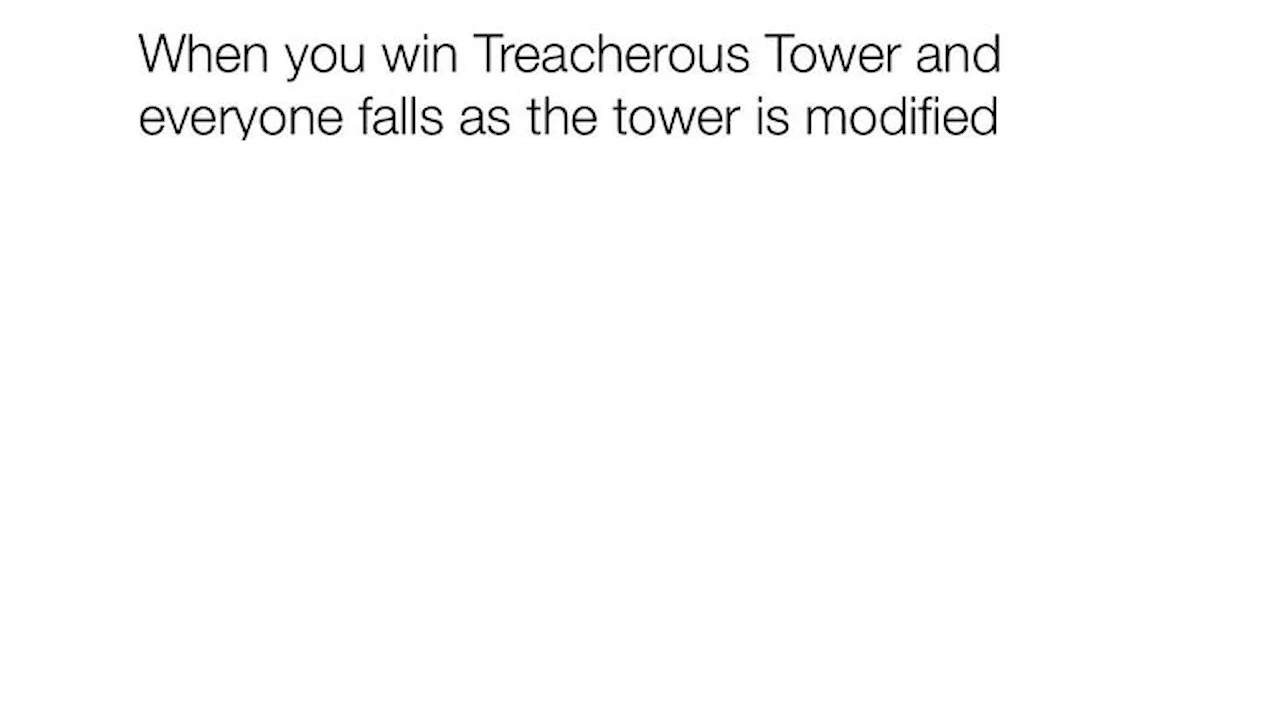 When you win Treacherous Tower and
everyone falls as the tower is modified